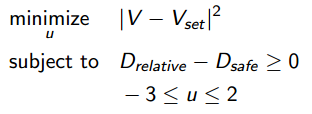 minimize |V − V_set|²
u
subject to D_relative − D_safe ≥ 0
− 3 ≤ u ≤ 2